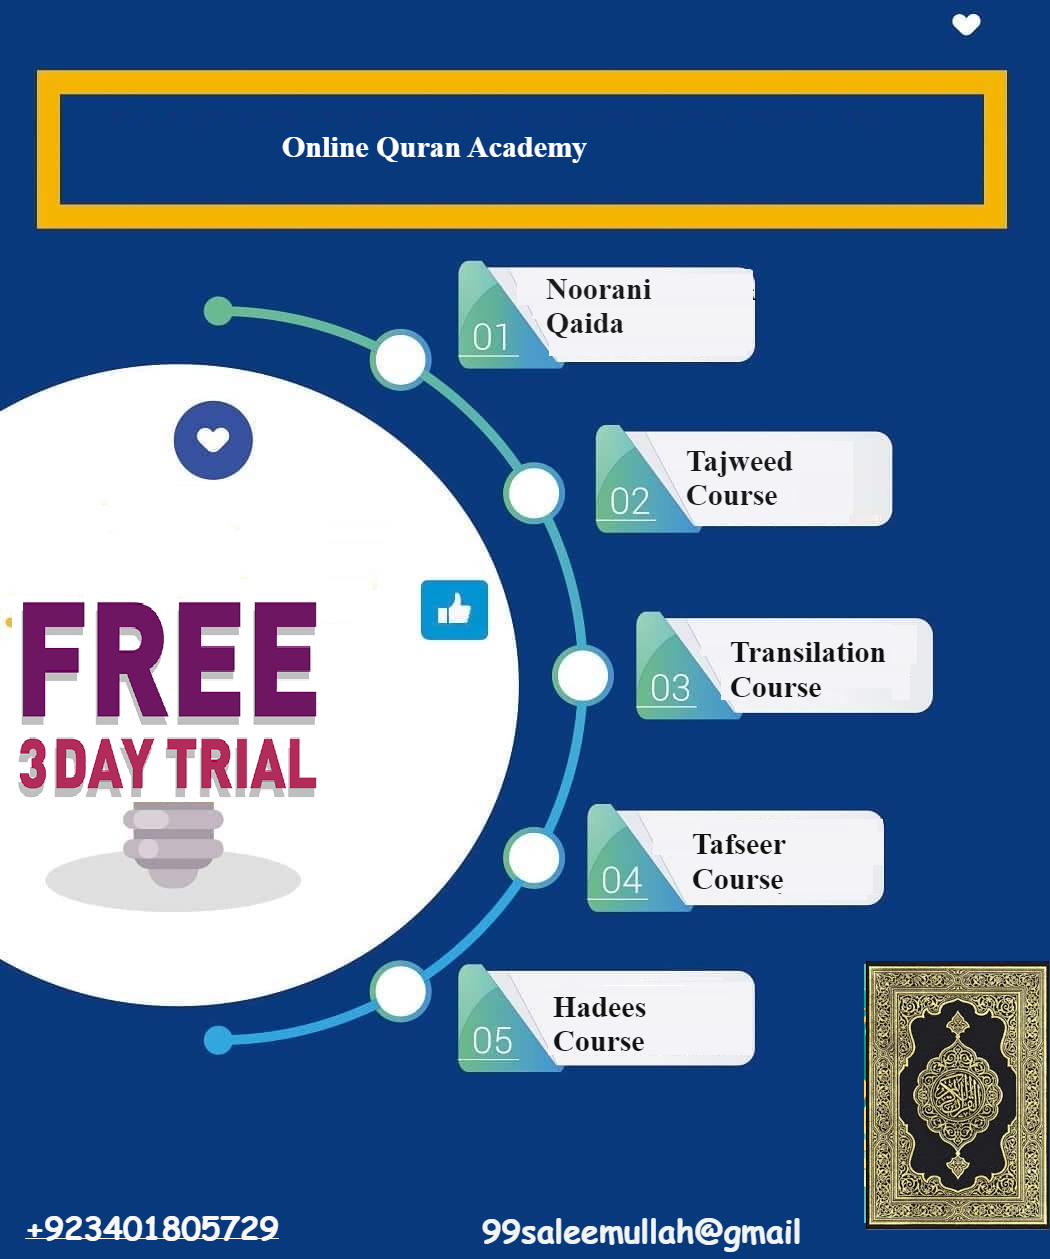 Online Quran Academy
01
Noorani
Qaida
02
Tajweed
Course
03
Transilation
Course
04
Tafseer
Course
05
Hadees
Course
FREE
3 DAY TRIAL
+923401805729
99saleemullah@gmail